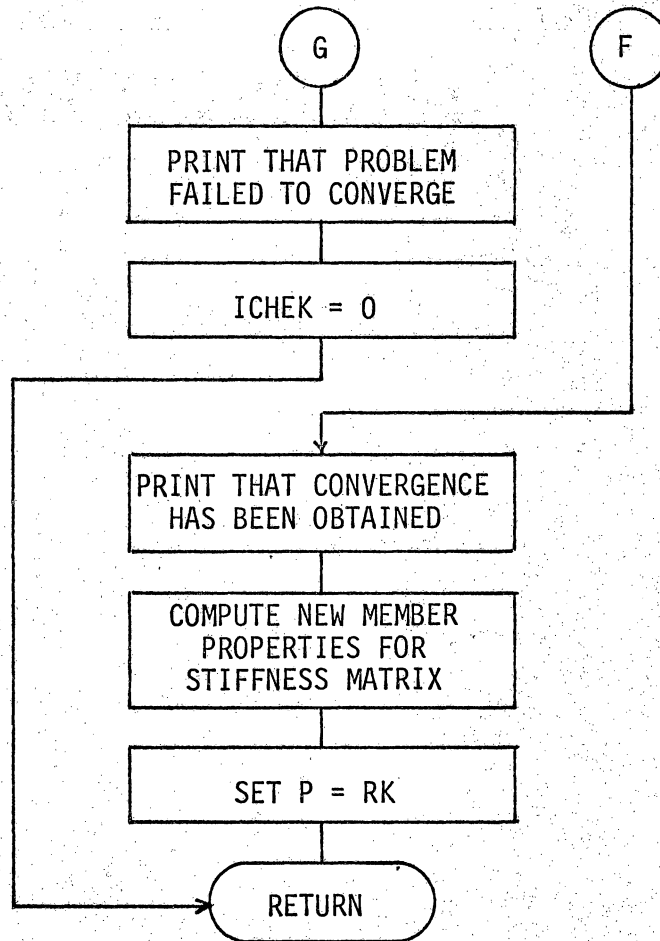 G
F
PRINT THAT PROBLEM
FAILED TO CONVERGE
ICHEK = 0
PRINT THAT CONVERGENCE
HAS BEEN OBTAINED
COMPUTE NEW MEMBER
PROPERTIES FOR
STIFFNESS MATRIX
SET P = RK
RETURN